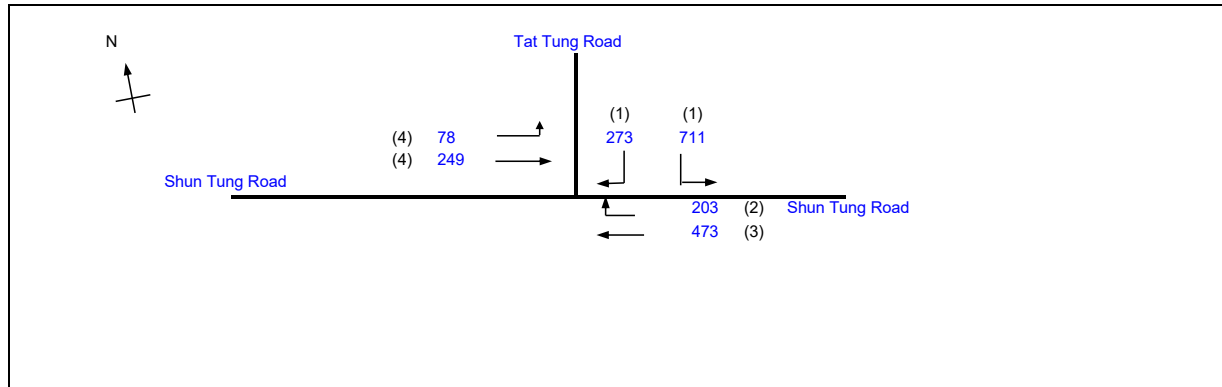 N
Tat Tung Road
(1) (1)
(4) 78 273 711
(4) 249
Shun Tung Road
203 (2) Shun Tung Road
473 (3)